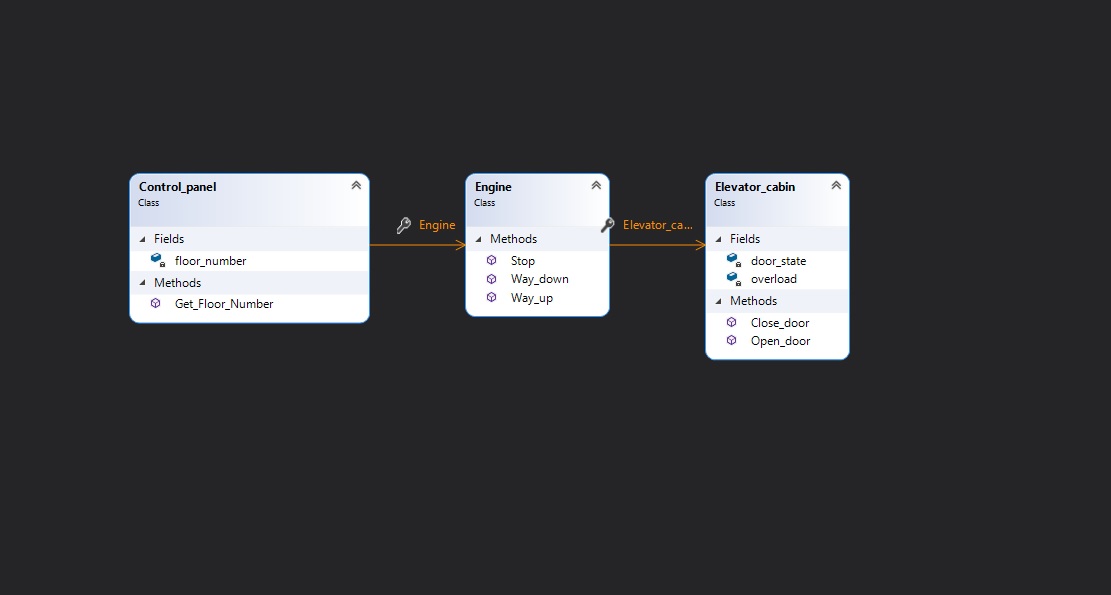 Control_panel
Class
Fields
floor_number
Methods
Get_Floor_Number
Engine
Engine
Class
Methods
Stop
Way_down
Way_up
Elevator_ca...
Elevator_cabin
Class
Fields
door_state
overload
Methods
Close_door
Open_door